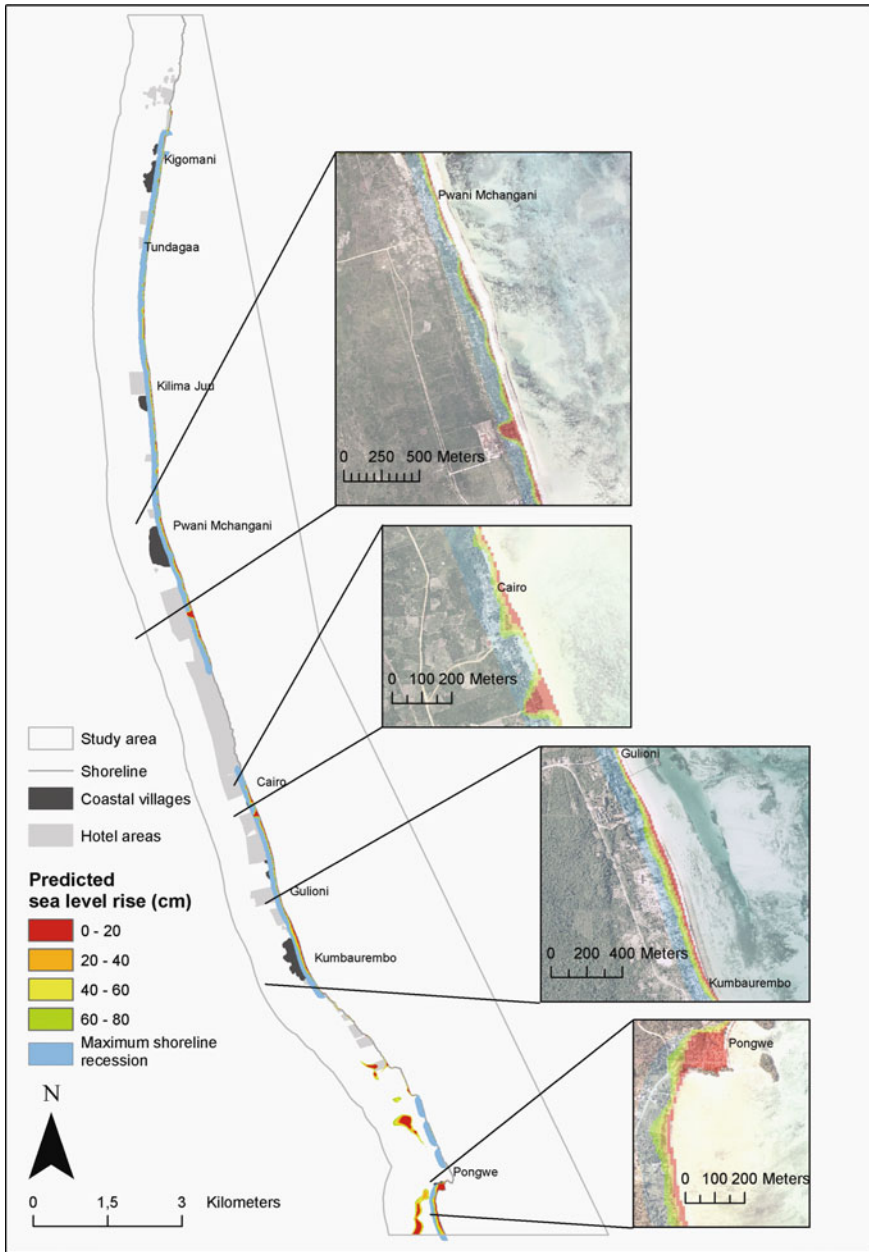 Kigomani
Tundagaa
Kilima Juu
Pwani Mchangani
Cairo
Gulioni
Kumbaurembo
Pongwe
Pwani Mchangani
0 250 500 Meters
Cairo
0 100 200 Meters
Gulioni
0 200 400 Meters
Kumbaurembo
Pongwe
0 100 200
Meters
Study area
Shoreline
Coastal villages
Hotel areas
Predicted
sea level rise (cm)
0 - 20
20 - 40
40 - 60
60 - 80
Maximum shoreline
recession
N
0 1,5 3 Kilometers